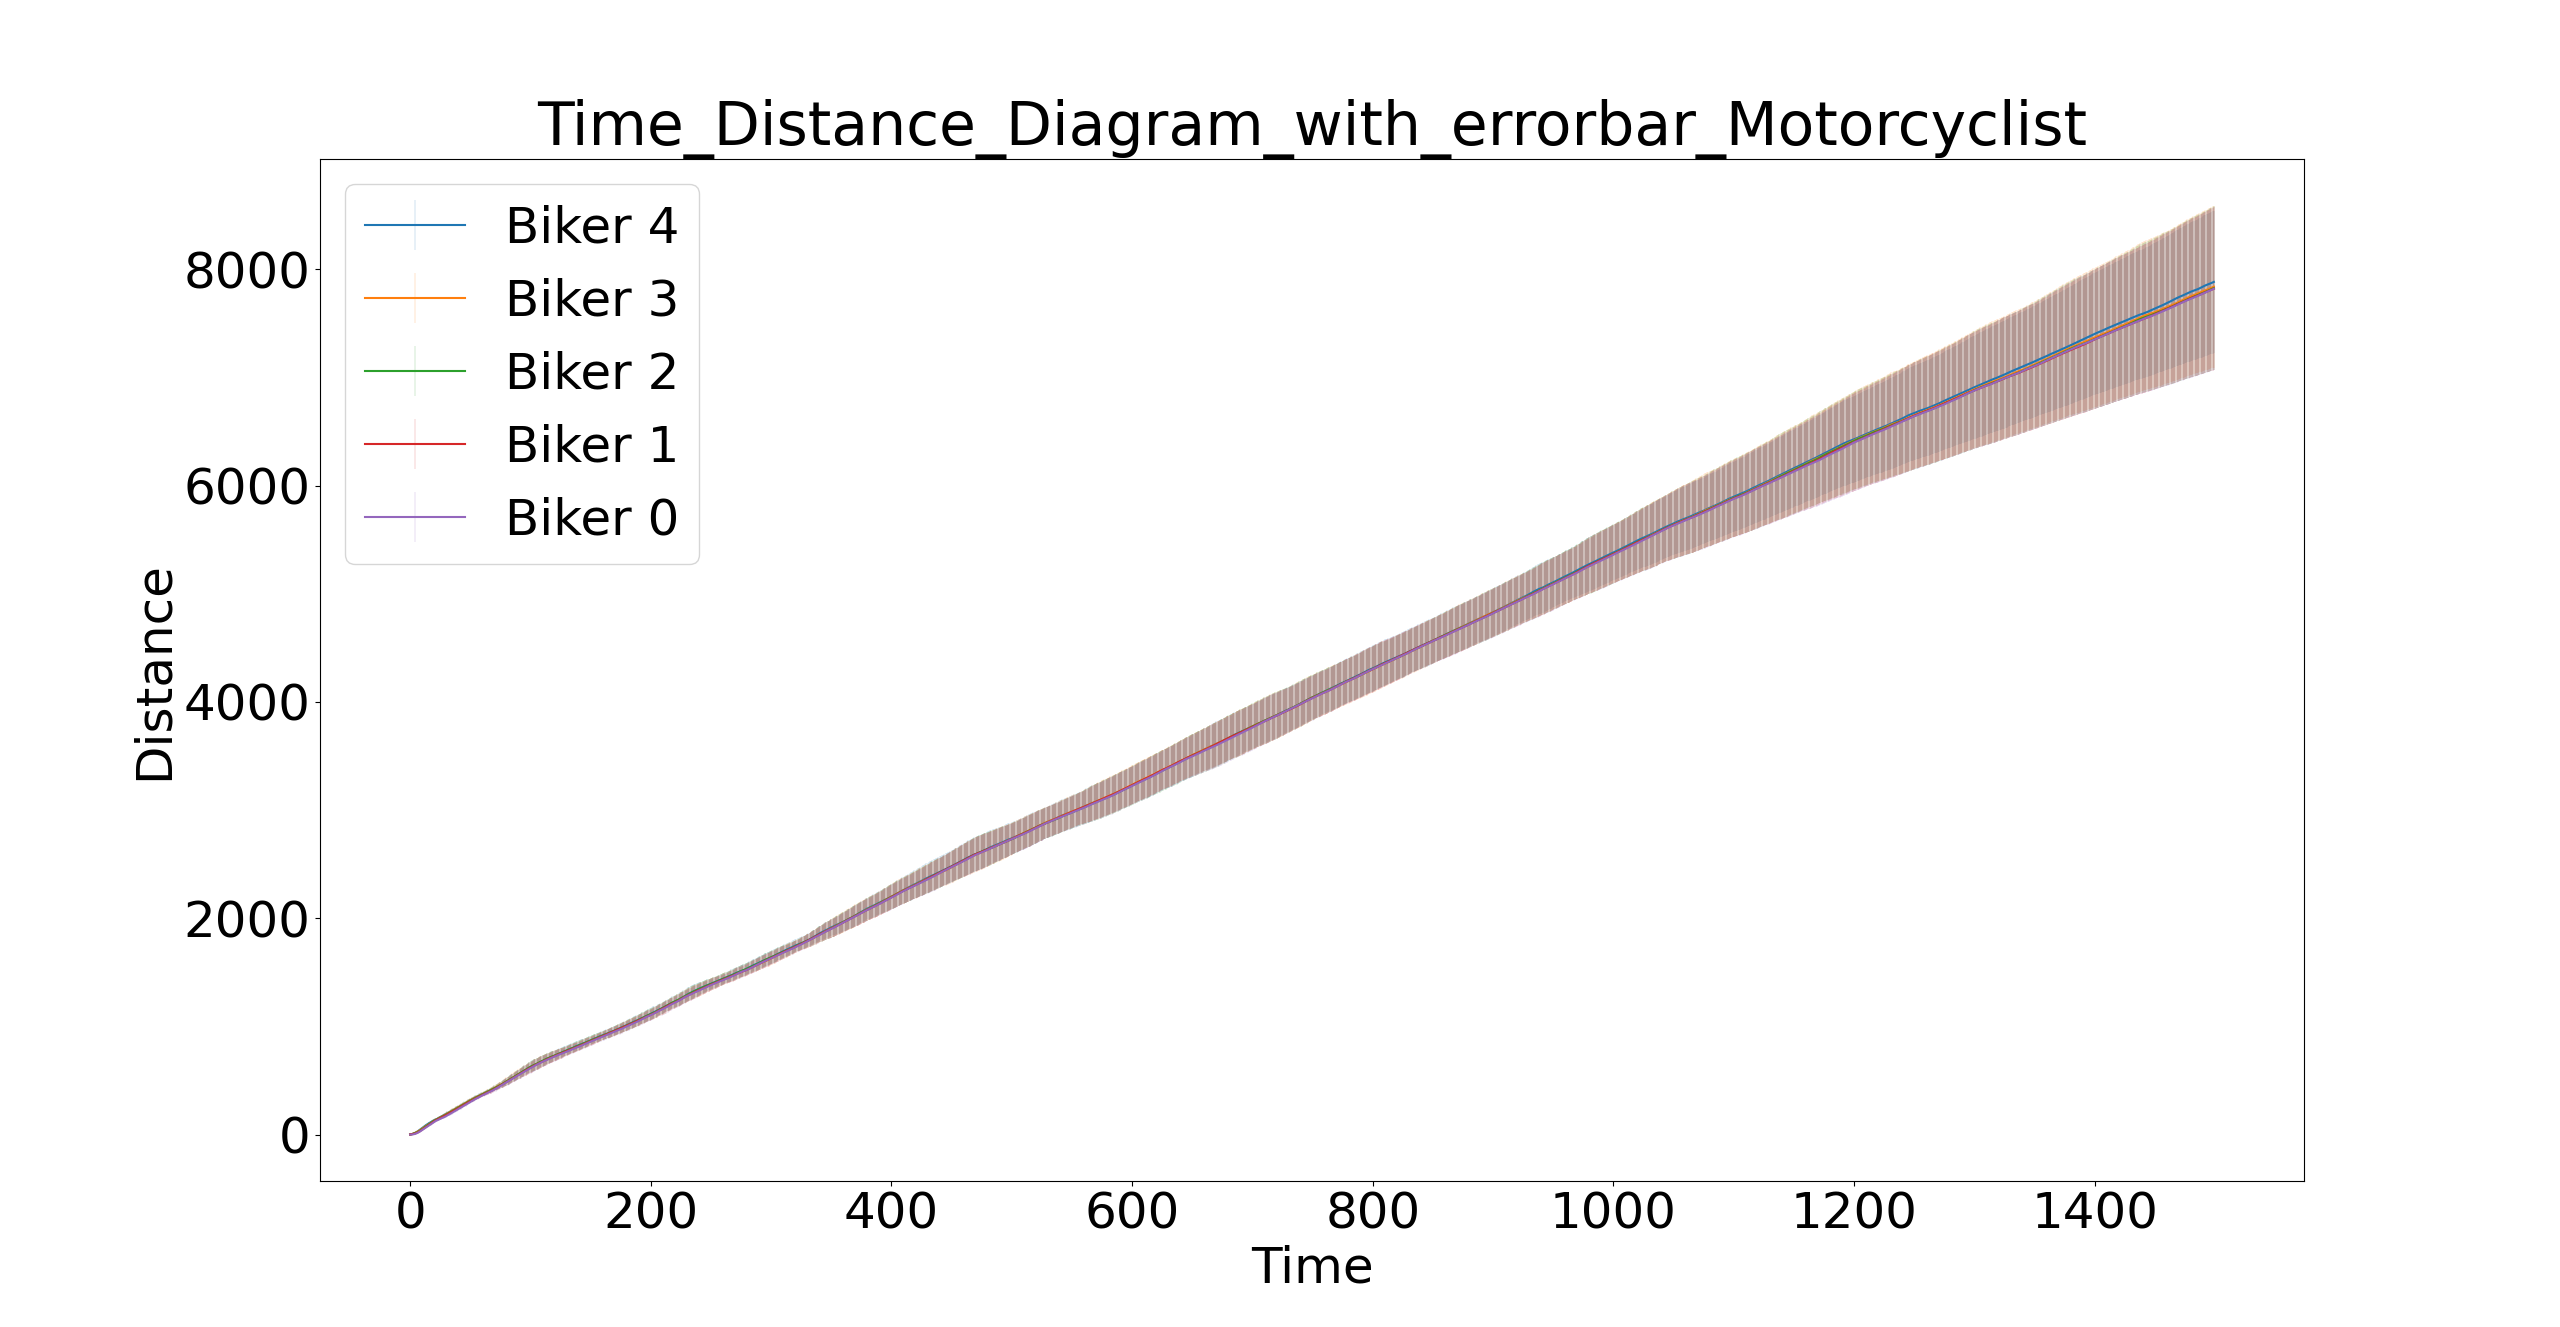 Time_Distance_Diagram_with_errorbar_Motorcyclist
Biker 4
Biker 3
Biker 2
Biker 1
Biker 0
8000
6000
4000
2000
0
Distance
0 200 400 600 800 1000 1200 1400
Time